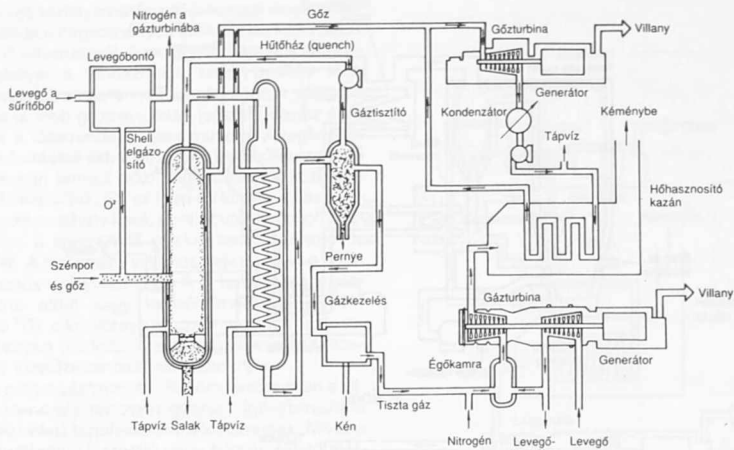 Nitrogén a
gázturbinába
Gőz
Gőzturbina
Villany
Hűtőház (quench)
Levegőbontó
Levegő a
sűrítőből
Gáztisztító
Generátor
Kondenzátor
Kéménybe
Tápvíz
Shell
elgázo-
sító
O
Hőhasznosító
kazán
Pernye
Szénpor
és gőz
Gázkezelés
Gázturbina
Villany
Égőkamra
Generátor
Tiszta gáz
Tápvíz Salak Tápvíz
Kén
Nitrogén
Levegő-
Levegő